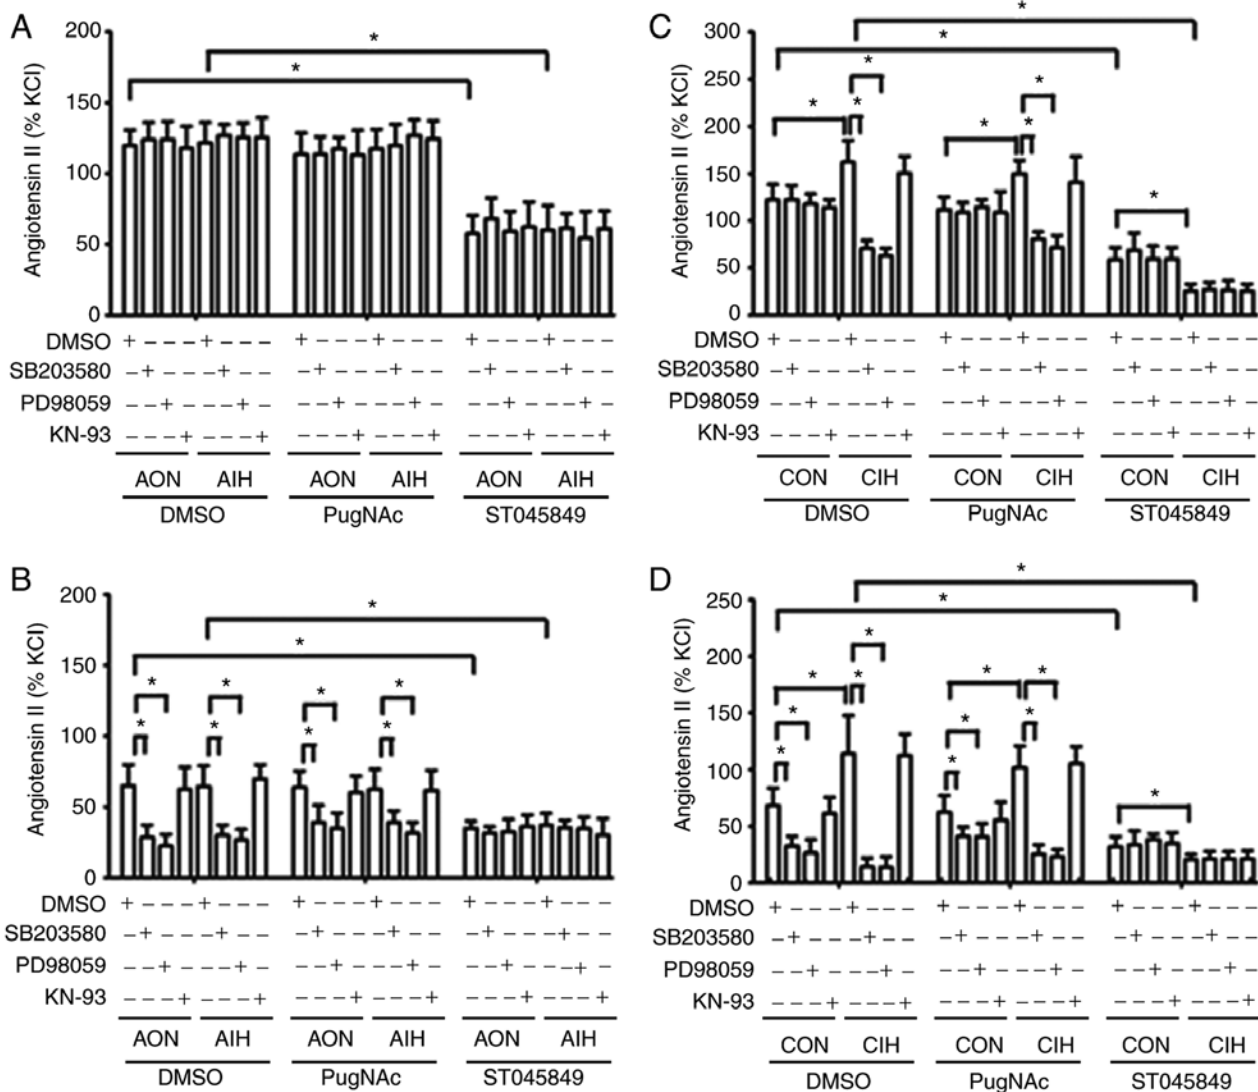 A
Angiotensin II (% KCl)
200
150
100
50
0
*
*
DMSO + – – – + – – – + – – – + – – – + – – – + – – –
SB203580 – + – – – + – – – + – – – + – – – + – – – + – –
PD98059 – – + – – – + – – – + – – – + – – – + – – – + –
KN-93 – – – + – – – + – – – + – – – + – – – + – – – +
AON AIH AON AIH AON AIH
DMSO PugNAc ST045849
C
Angiotensin II (% KCl)
300
250
200
150
100
50
0
*
*
* * *
* * *
*
DMSO + – – – + – – – + – – – + – – – + – – – + – – –
SB203580 – + – – – + – – – + – – – + – – – + – – – + – –
PD98059 – – + – – – + – – – + – – – + – – – + – – – + –
KN-93 – – – + – – – + – – – + – – – + – – – + – – – +
CON CIH CON CIH CON CIH
DMSO PugNAc ST045849
B
Angiotensin II (% KCl)
200
150
100
50
0
*
*
* * * *
* * * *
DMSO + – – – + – – – + – – – + – – – + – – – + – – –
SB203580 – + – – – + – – – + – – – + – – – + – – – + – –
PD98059 – – + – – – + – – – + – – – + – – – + – – – + –
KN-93 – – – + – – – + – – – + – – – + – – – + – – – +
AON AIH AON AIH AON AIH
DMSO PugNAc ST045849
D
Angiotensin II (% KCl)
250
200
150
100
50
0
*
*
* * * *
* * * * *
*
DMSO + – – – + – – – + – – – + – – – + – – – + – – –
SB203580 – + – – – + – – – + – – – + – – – + – – – + – –
PD98059 – – + – – – + – – – + – – – + – – – + – – – + –
KN-93 – – – + – – – + – – – + – – – + – – – + – – – +
CON CIH CON CIH CON CIH
DMSO PugNAc ST045849